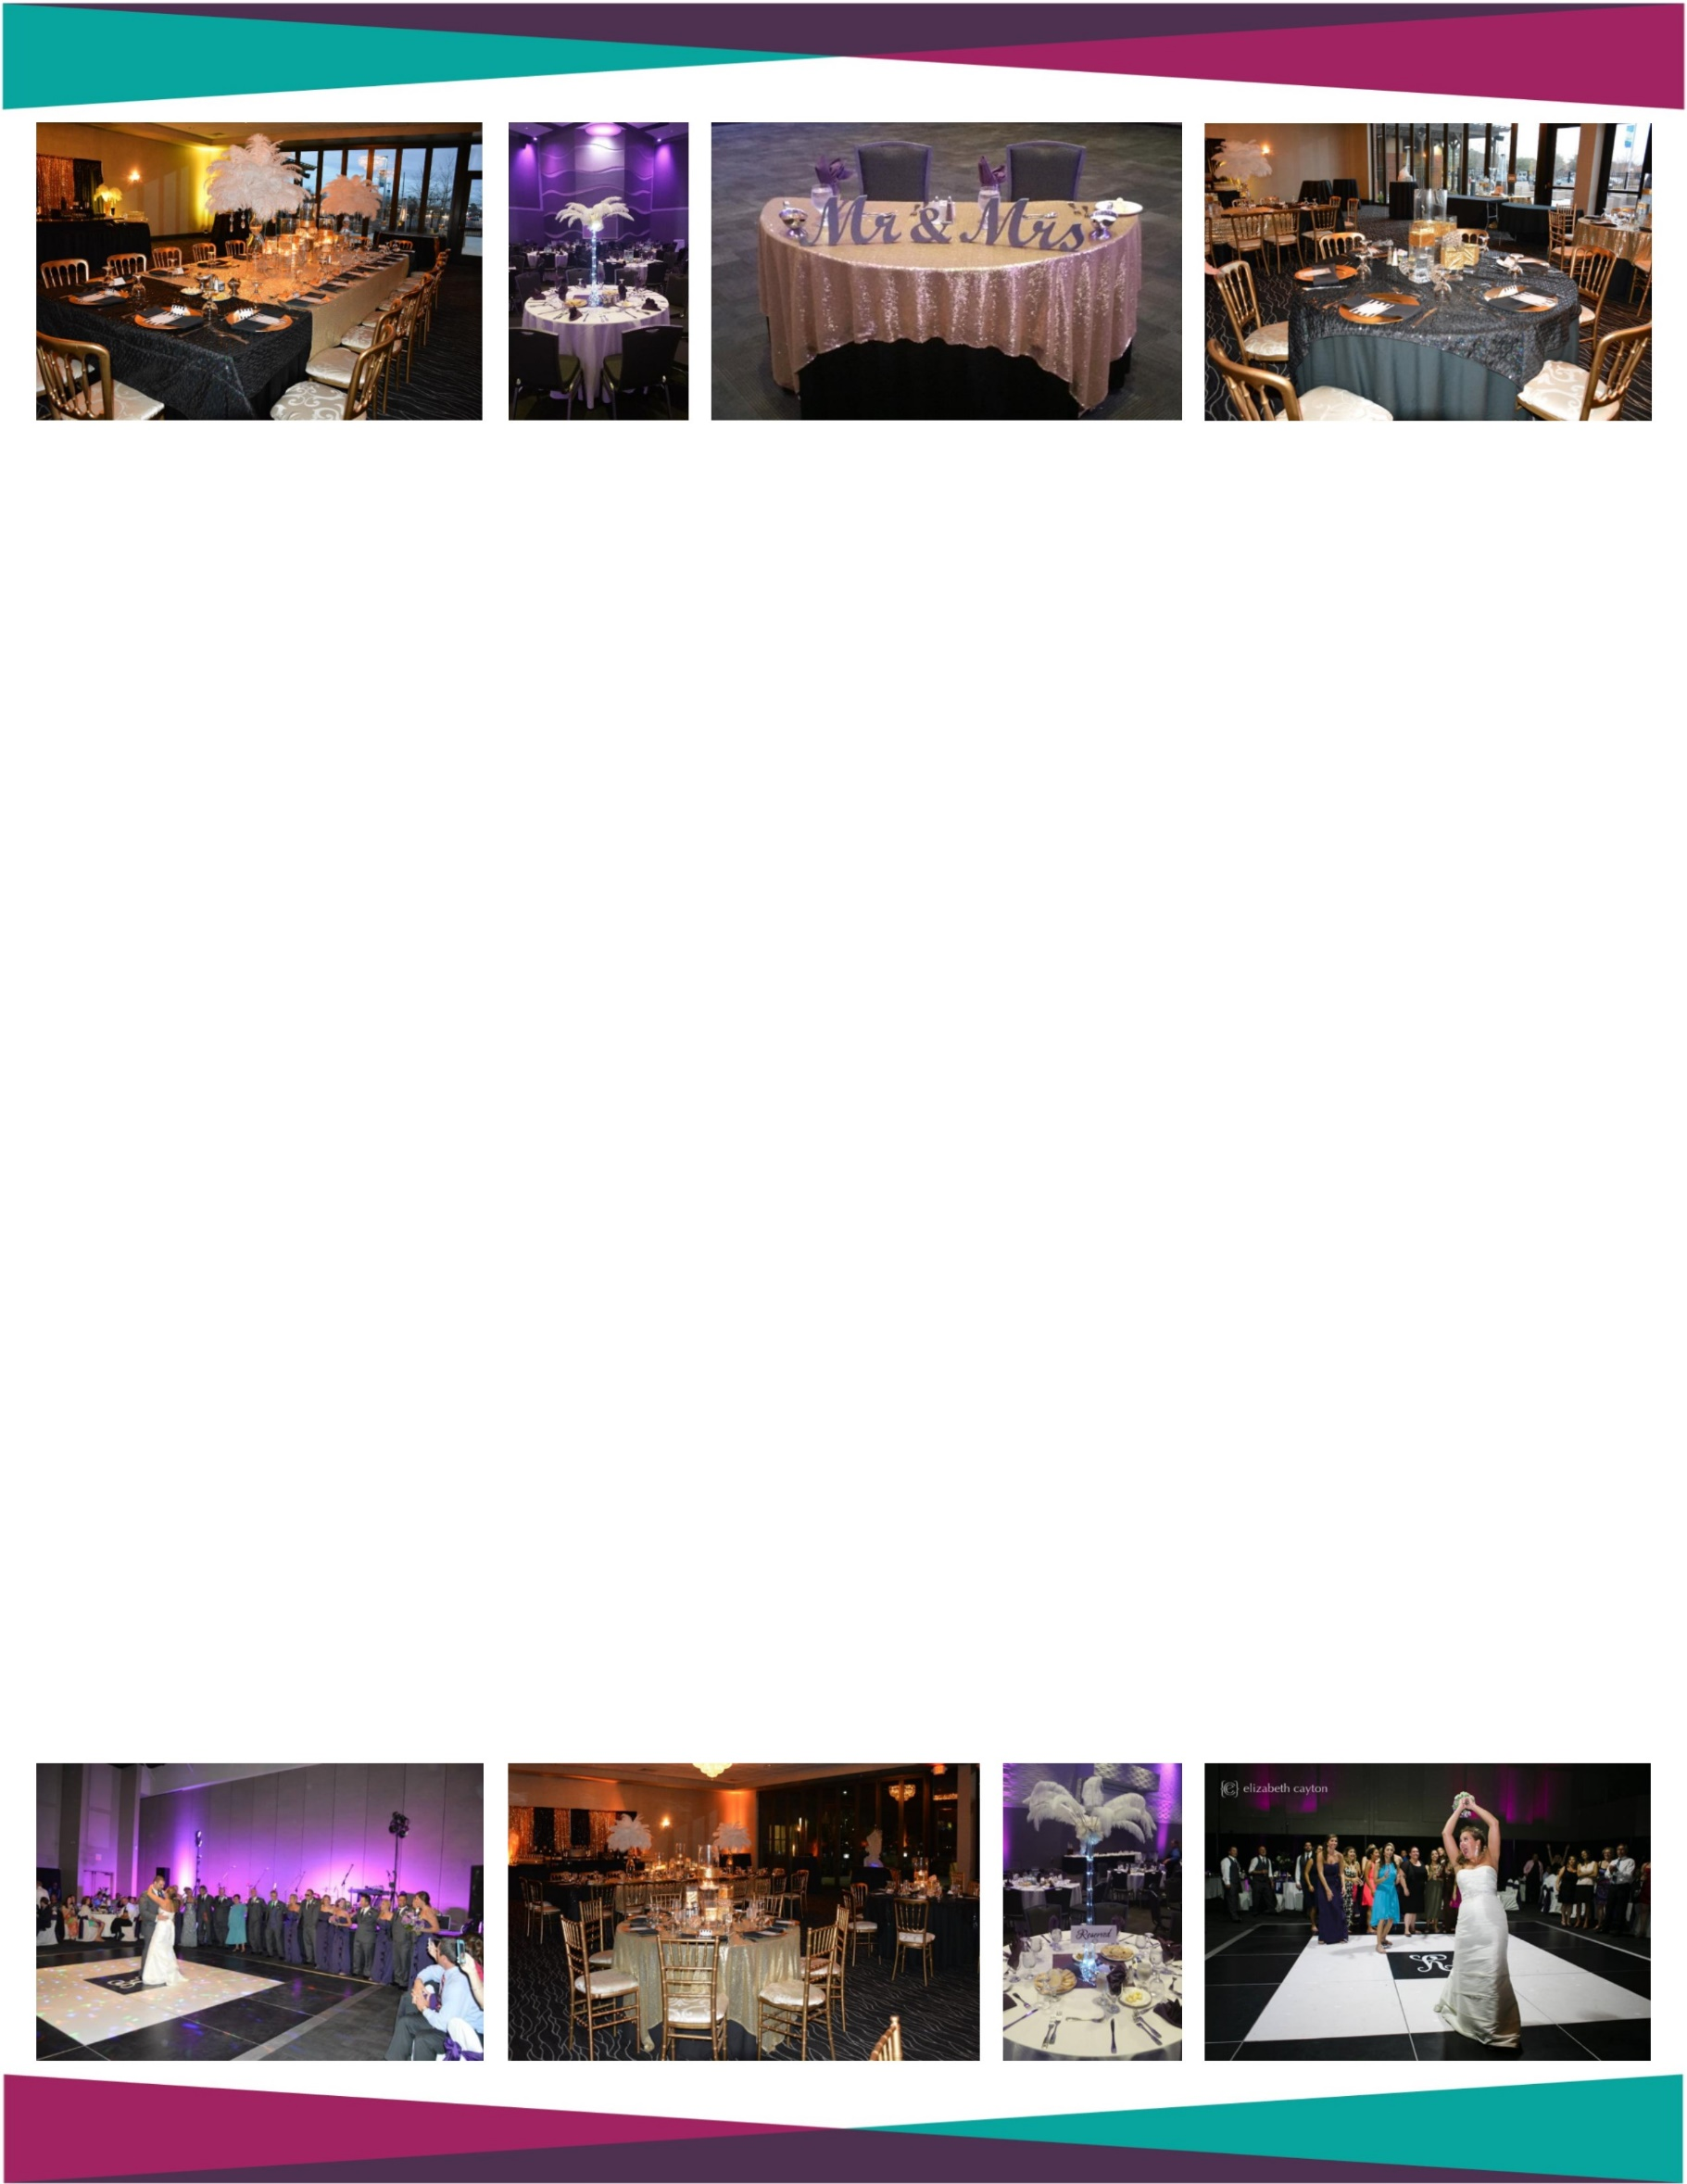 Mr & Mrs
Reserved
elizabeth cayton
R